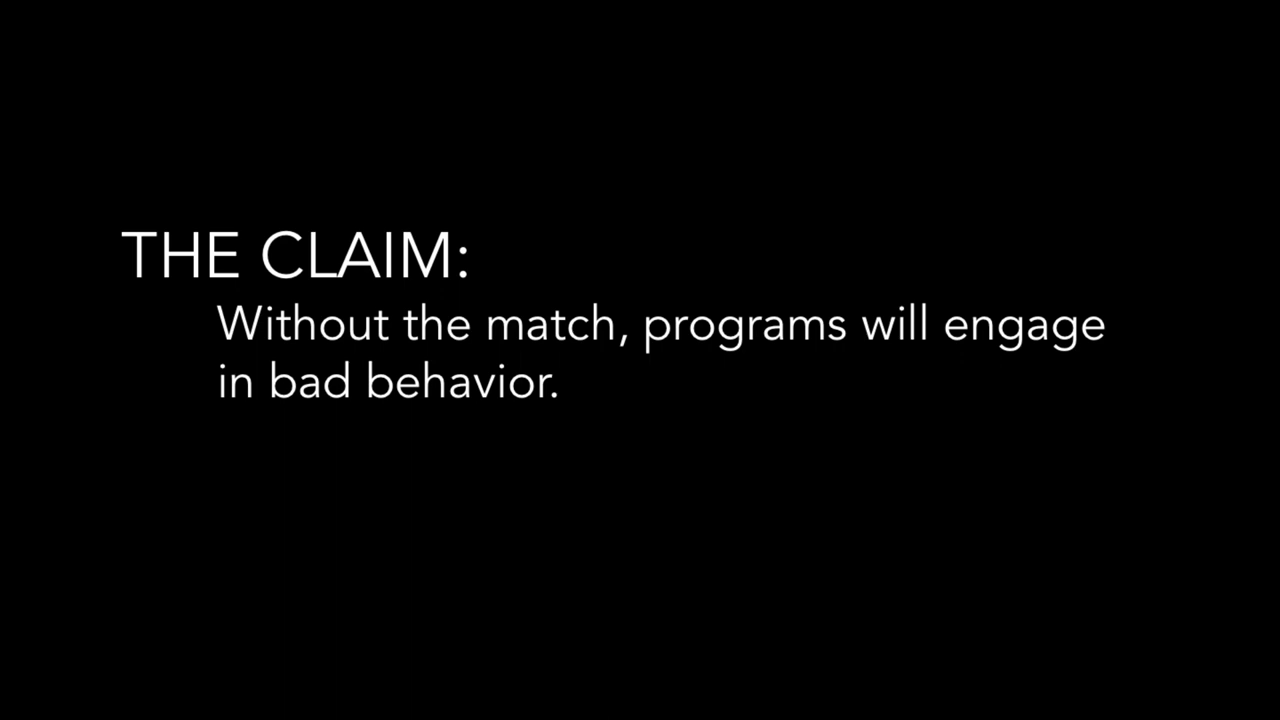 THE CLAIM:
Without the match, programs will engage
in bad behavior.